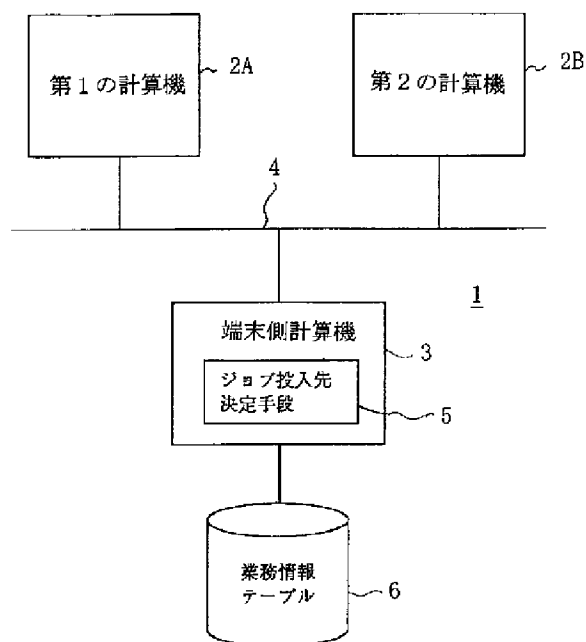 第1の計算機
2A
第2の計算機
2B
4
1
端末側計算機
3
ジョブ投入先
決定手段
5
業務情報
テーブル
6